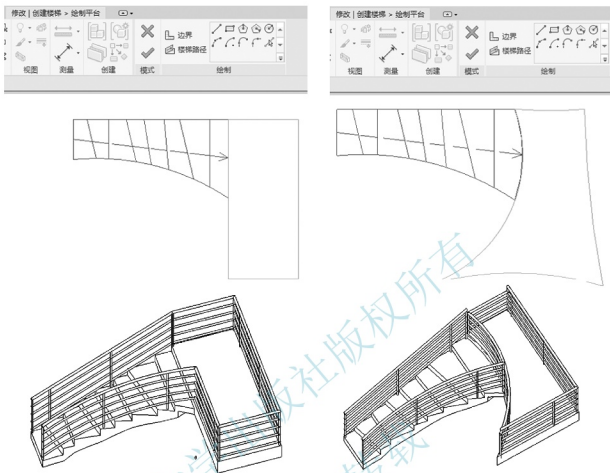 修改 | 创建楼梯 > 绘制平台
边界
楼梯路径
视图 测量 创建 模式 绘制
修改 | 创建楼梯 > 绘制平台
边界
楼梯路径
视图 测量 创建 模式 绘制
学出版社版权所有
载